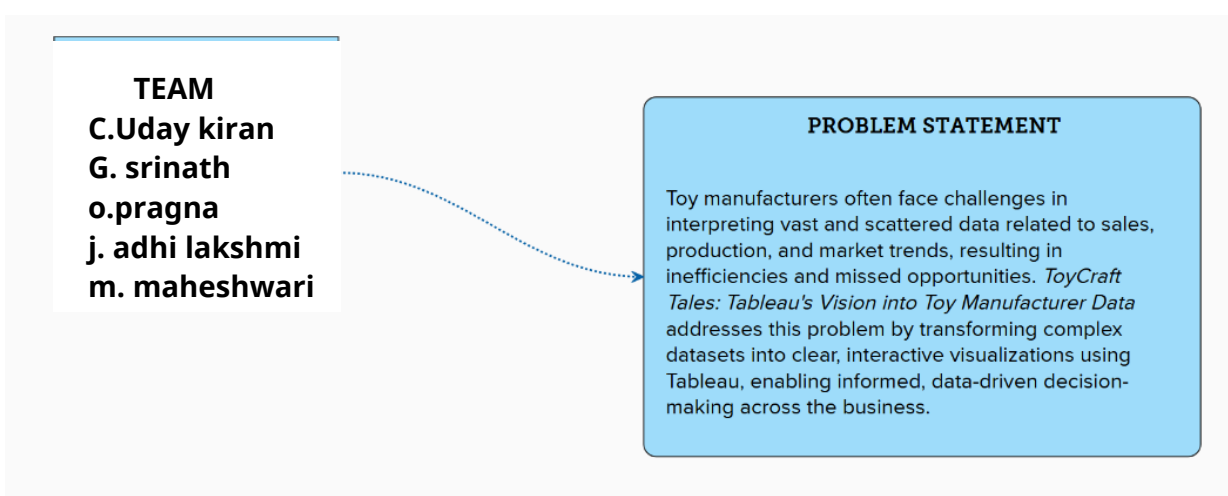 TEAM
C.Uday kiran
G. srinath
o.pragna
j. adhi lakshmi
m. maheshwari
PROBLEM STATEMENT
Toy manufacturers often face challenges in
interpreting vast and scattered data related to sales,
production, and market trends, resulting in
inefficiencies and missed opportunities. ToyCraft
Tales: Tableau's Vision into Toy Manufacturer Data
addresses this problem by transforming complex
datasets into clear, interactive visualizations using
Tableau, enabling informed, data-driven decision-
making across the business.